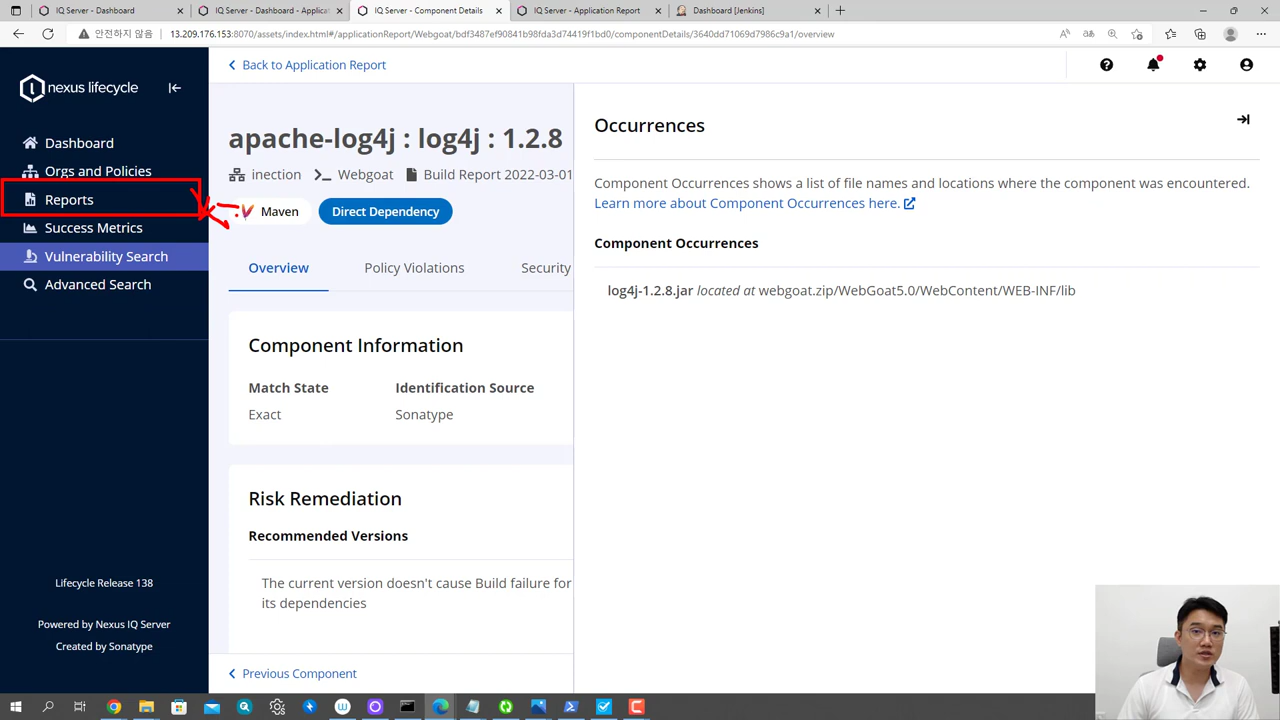 IQ Server - Dashboard
IQ Server - Dashboard - Applicat
IQ Server - Component Details
IQ Server - Application Report
Dashboard [Jenkins]
안전하지 않음
13.209.176.153:8070/assets/index.html#/applicationReport/Webgoat/bdf3487ef90841b98fda3d74419f1bd0/componentDetails/3640dd71069d7986c9a1/overview
nexus lifecycle
Dashboard
Orgs and Policies
Reports
Success Metrics
Vulnerability Search
Advanced Search
Lifecycle Release 138
Powered by Nexus IQ Server
Created by Sonatype
Back to Application Report
apache-log4j : log4j : 1.2.8
inection
Webgoat
Build Report 2022-03-01
Maven
Direct Dependency
Overview
Policy Violations
Security
Component Information
Match State
Identification Source
Exact
Sonatype
Risk Remediation
Recommended Versions
The current version doesn't cause Build failure for
its dependencies
Previous Component
Occurrences
Component Occurrences shows a list of file names and locations where the component was encountered.
Learn more about Component Occurrences here.
Component Occurrences
log4j-1.2.8.jar located at webgoat.zip/WebGoat5.0/WebContent/WEB-INF/lib